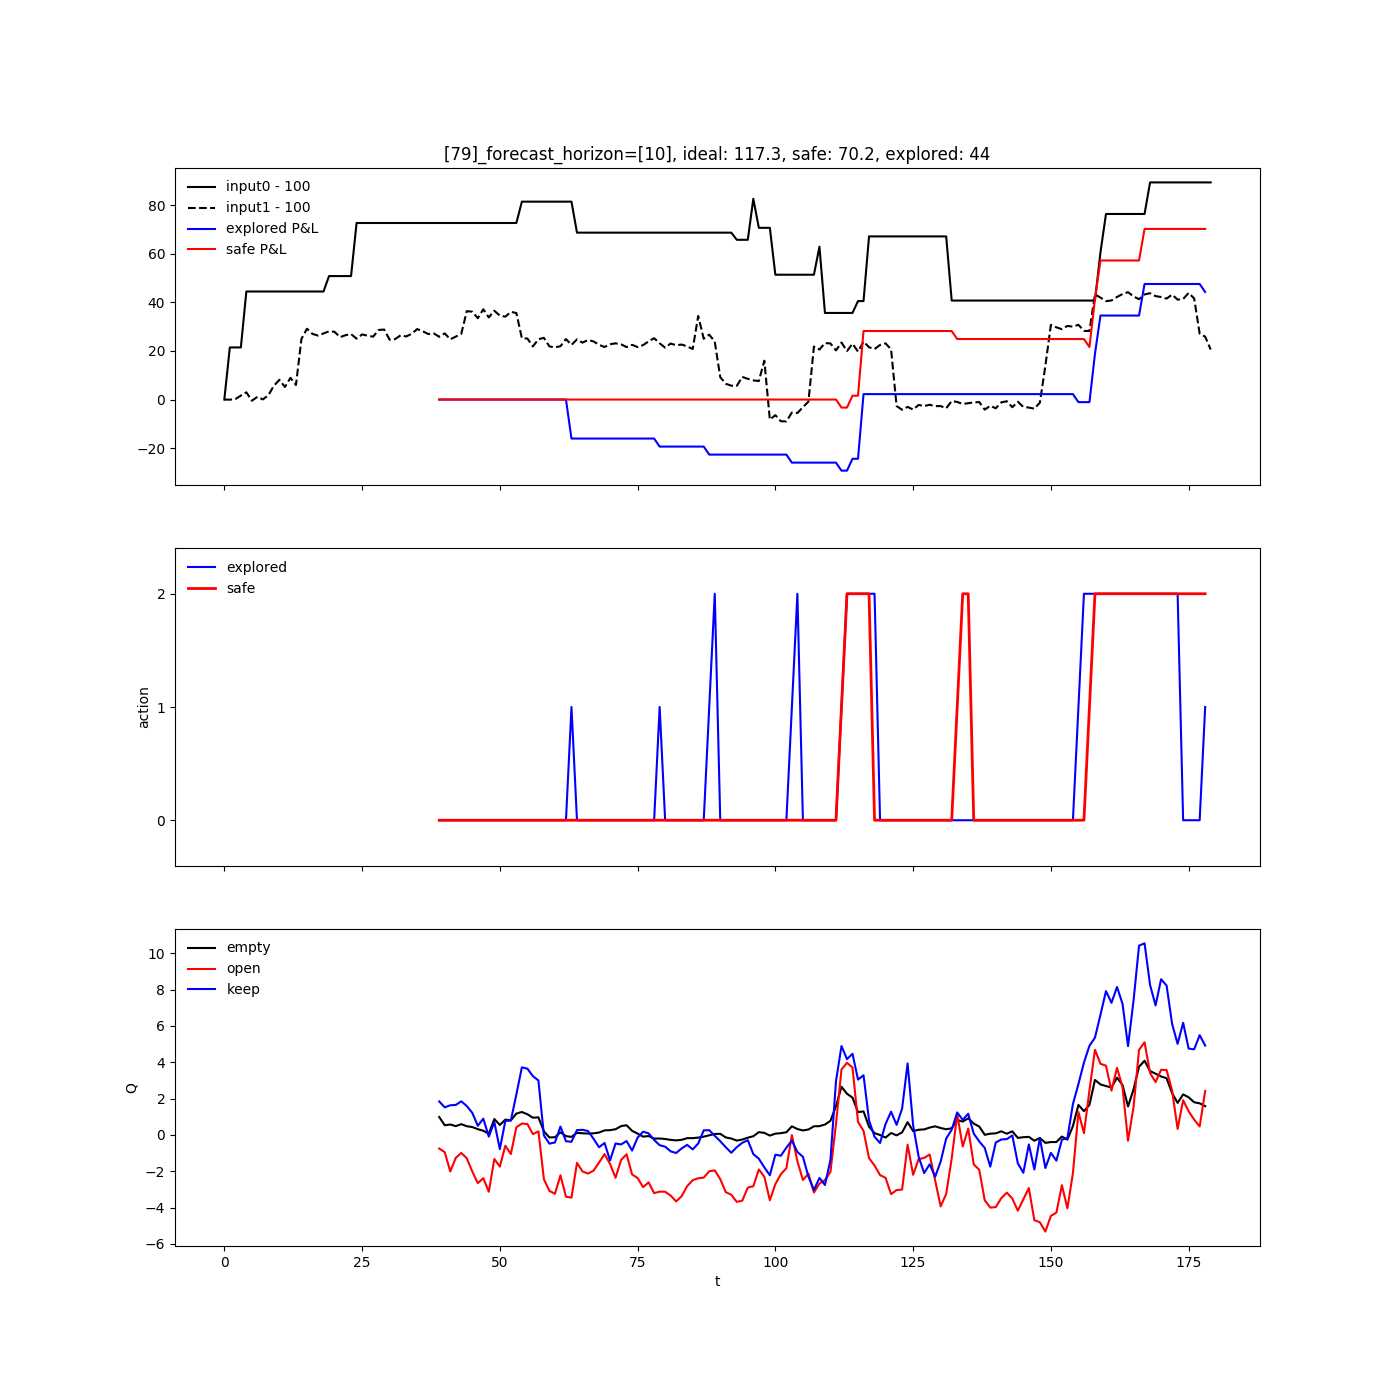 [79]_forecast_horizon=[10], ideal: 117.3, safe: 70.2, explored: 44
input0 - 100
input1 - 100
explored P&L
safe P&L
80
60
40
20
0
−20
explored
safe
2
1
0
action
empty
open
keep
10
8
6
4
2
0
−2
−4
−6
Q
0 25 50 75 100 125 150 175
t